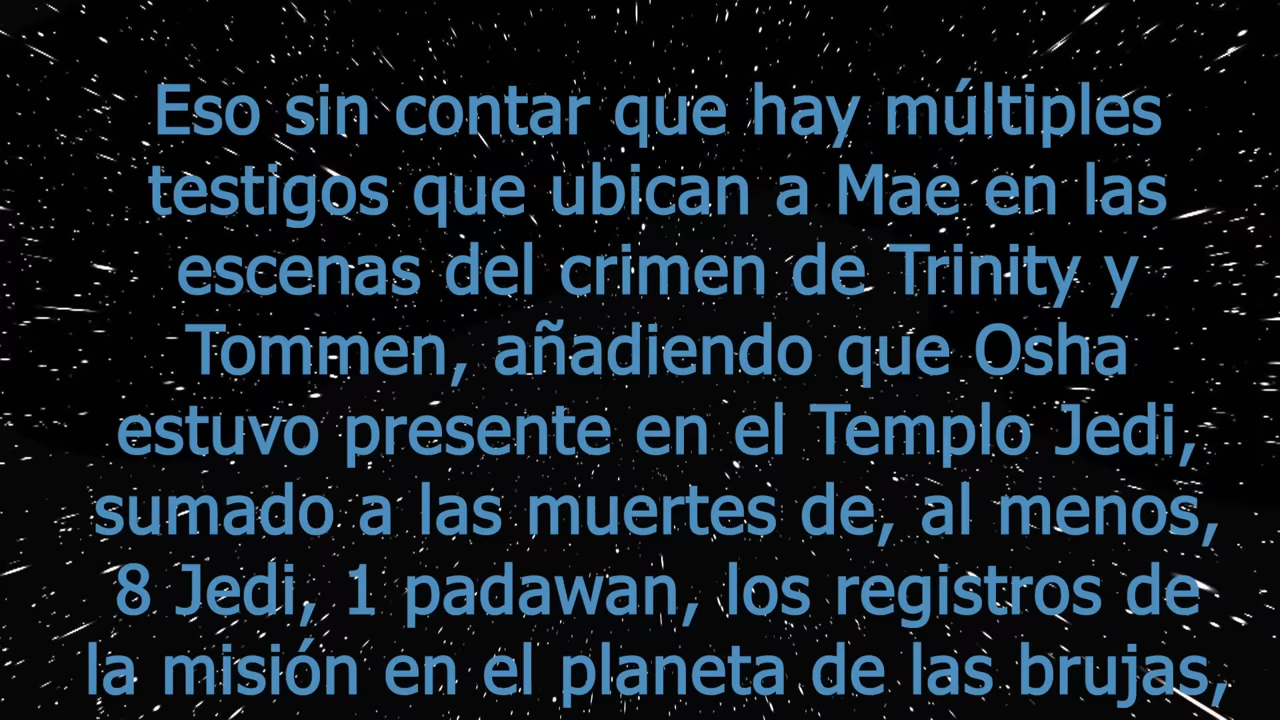 Eso sin contar que hay múltiples
testigos que ubican a Mae en las
escenas del crimen de Trinity y
Tommen, añadiendo que Osha
estuvo presente en el Templo Jedi,
sumado a las muertes de, al menos,
8 Jedi, 1 padawan, los registros de
la misión en el planeta de las brujas,